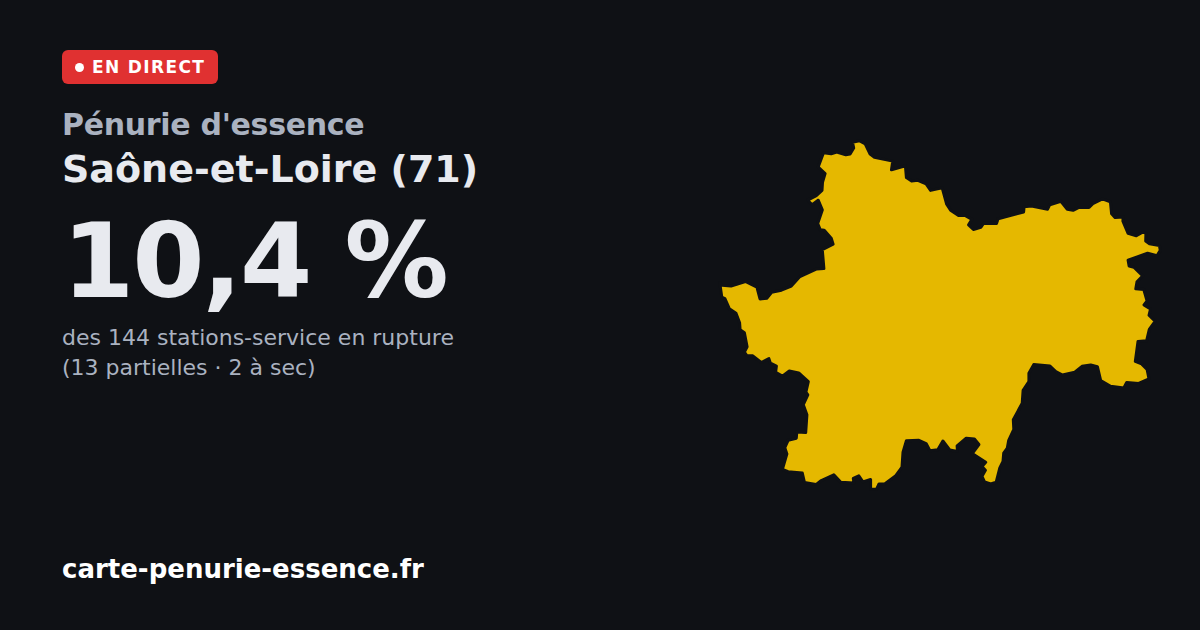 EN DIRECT
Pénurie d'essence
Saône-et-Loire (71)
10,4 %
des 144 stations-service en rupture
(13 partielles · 2 à sec)
carte-penurie-essence.fr